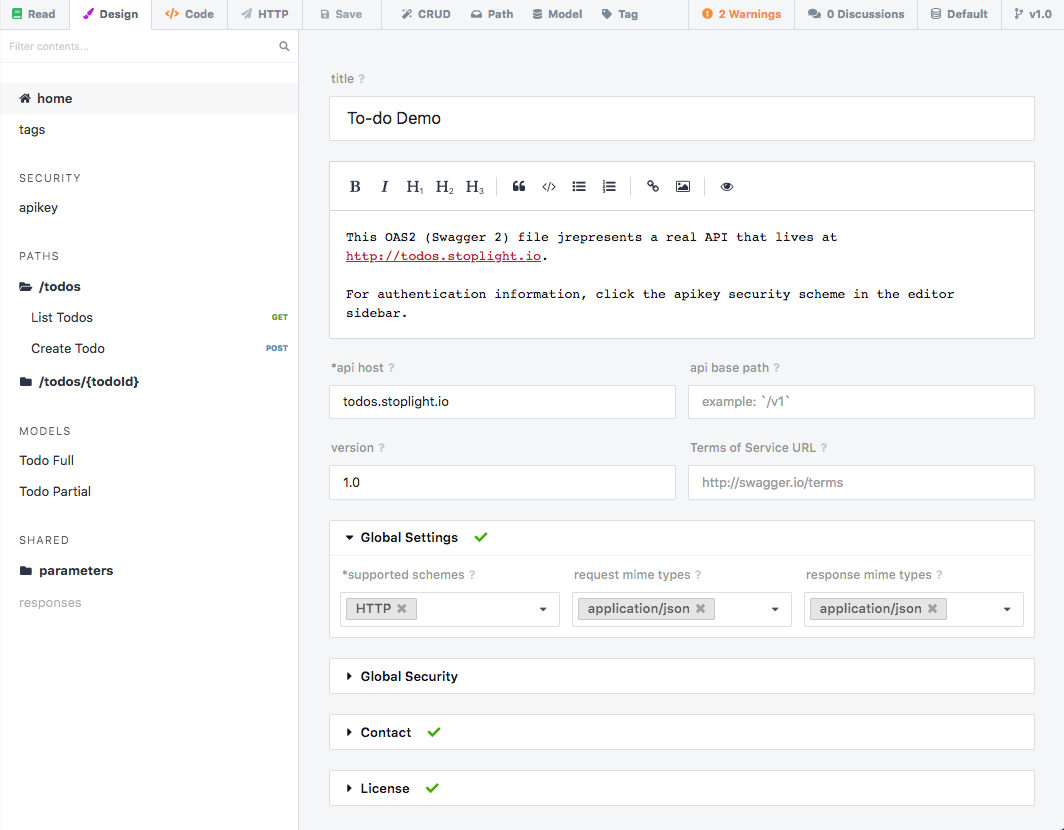 Read Design Code HTTP Save CRUD Path Model Tag 2 Warnings 0 Discussions Default v1.0
Filter contents...
home
tags
SECURITY
apikey
PATHS
/todos
List Todos GET
Create Todo POST
/todos/{todoId}
MODELS
Todo Full
Todo Partial
SHARED
parameters
responses
title ?
To-do Demo
B I H1 H2 H3
This OAS2 (Swagger 2) file jrepresents a real API that lives at
http://todos.stoplight.io.
For authentication information, click the apikey security scheme in the editor
sidebar.
*api host ? api base path ?
todos.stoplight.io example: `/v1`
version ? Terms of Service URL ?
1.0 http://swagger.io/terms
Global Settings
*supported schemes ? request mime types ? response mime types ?
HTTP application/json application/json
Global Security
Contact
License